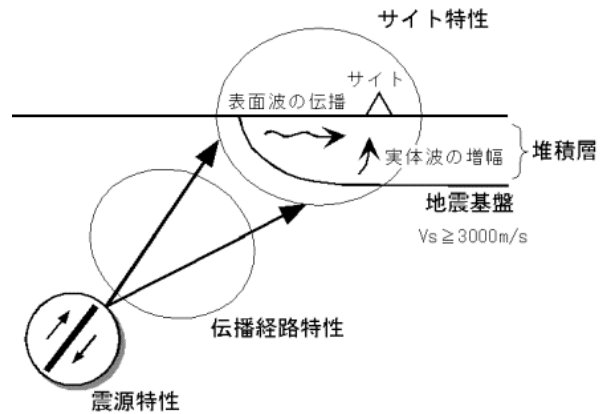 サイト特性
サイト
表面波の伝播
実体波の増幅
堆積層
地震基盤
Vs≧3000m/s
伝播経路特性
震源特性